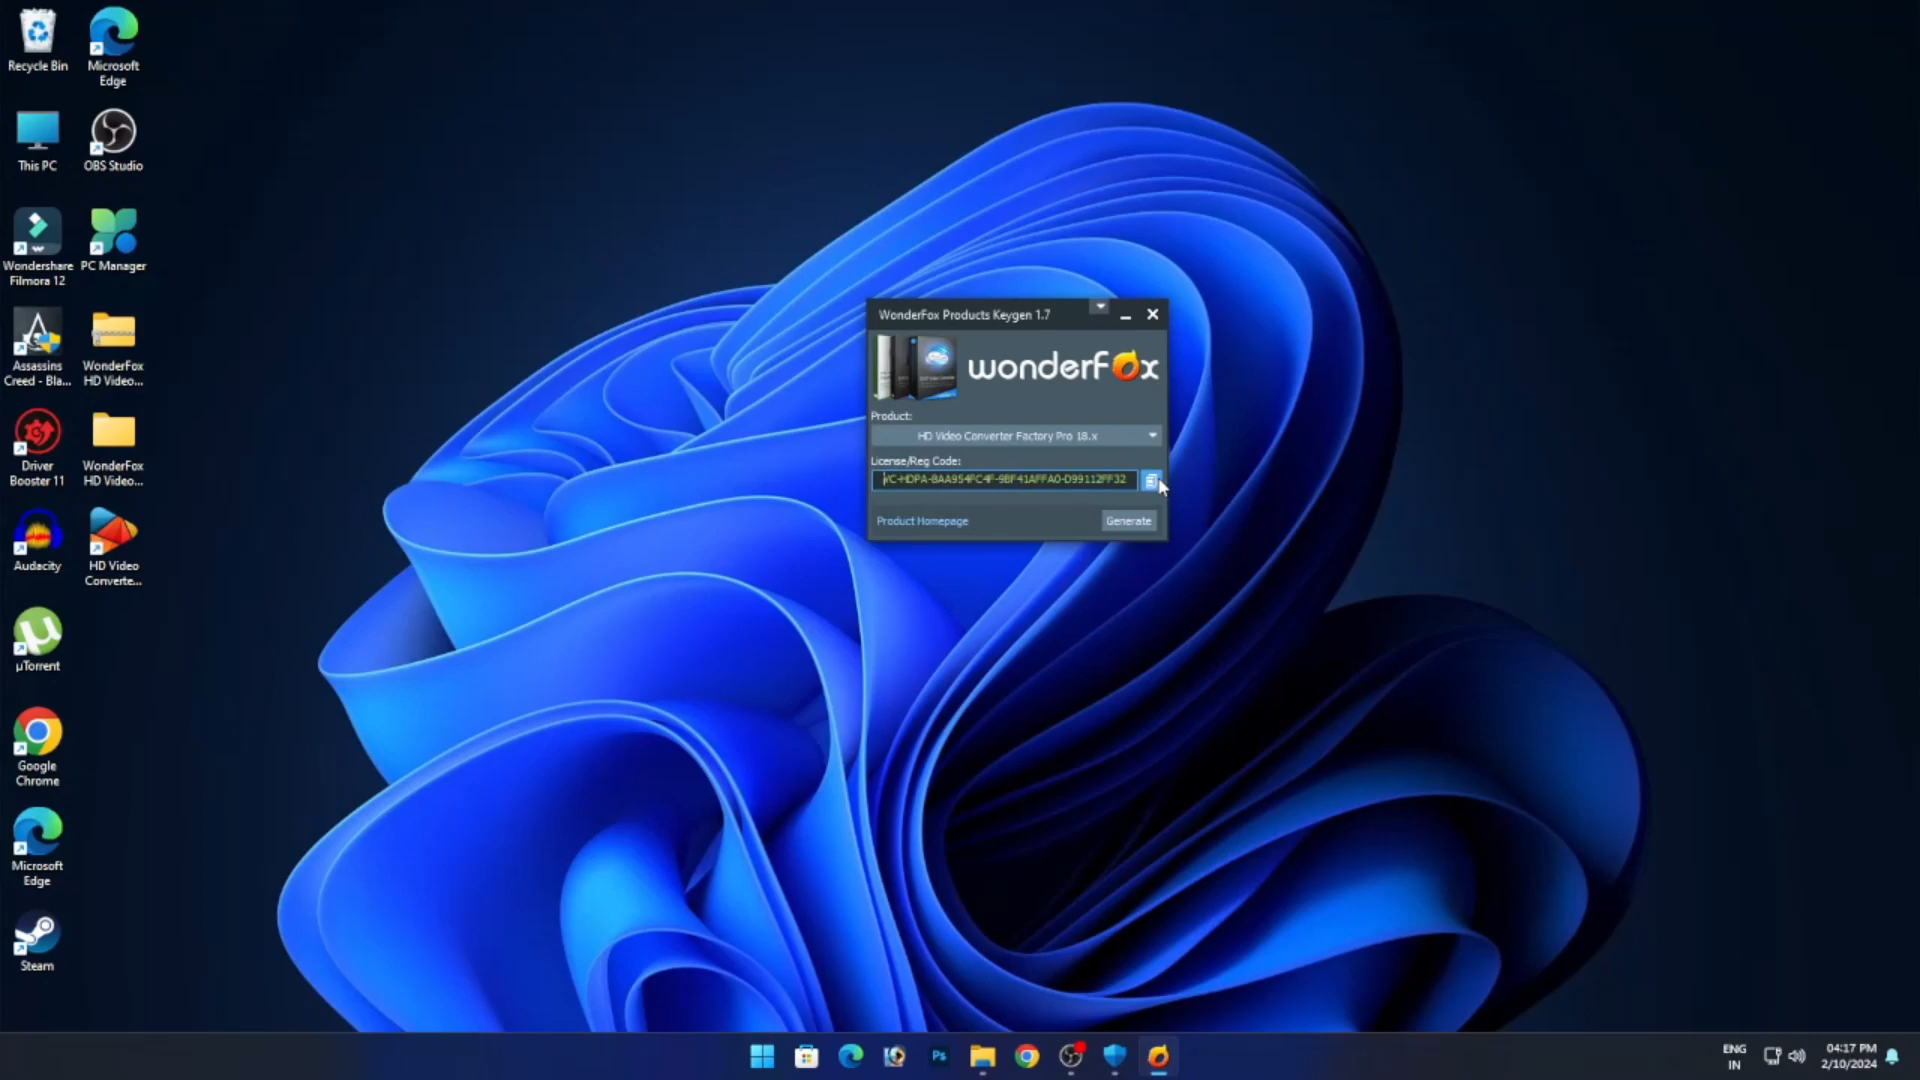 Recycle Bin
Microsoft
Edge
This PC
OBS Studio
Wondershare
Filmora 12
PC Manager
Assassins
Creed - Bla...
WonderFox
HD Video...
Driver
Booster 11
WonderFox
HD Video...
Audacity
HD Video
Converte...
µTorrent
Google
Chrome
Microsoft
Edge
Steam
WonderFox Products Keygen 1.7
wonderfox
Product:
HD Video Converter Factory Pro 18.x
License/Reg Code:
Product Homepage
Generate
Ps
ENG
IN
04:17 PM
2/10/2024